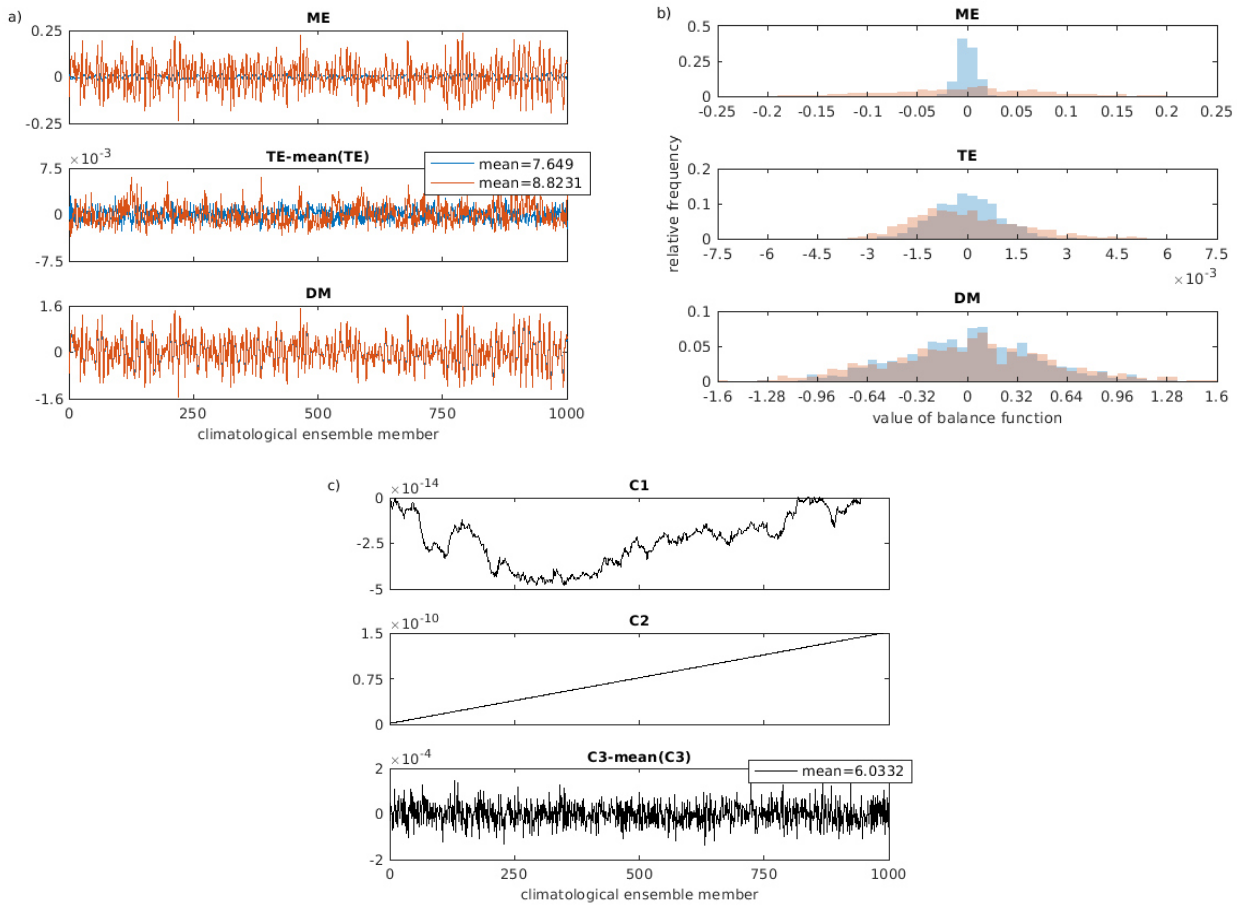 a)
ME
0.25
0
-0.25
TE-mean(TE)
×10-3
7.5
0
-7.5
mean=7.649
mean=8.8231
DM
1.6
0
-1.6
0 250 500 750 1000
climatological ensemble member
b)
ME
0.5
0.25
0
-0.25 -0.2 -0.15 -0.1 -0.05 0 0.05 0.1 0.15 0.2 0.25
relative frequency
TE
0.2
0.1
0
-7.5 -6 -4.5 -3 -1.5 0 1.5 3 4.5 6 7.5
×10-3
DM
0.1
0.05
0
-1.6 -1.28 -0.96 -0.64 -0.32 0 0.32 0.64 0.96 1.28 1.6
value of balance function
c)
C1
×10-14
0
-2.5
-5
C2
×10-10
1.5
0.75
0
C3-mean(C3)
×10-4
2
0
-2
mean=6.0332
0 250 500 750 1000
climatological ensemble member